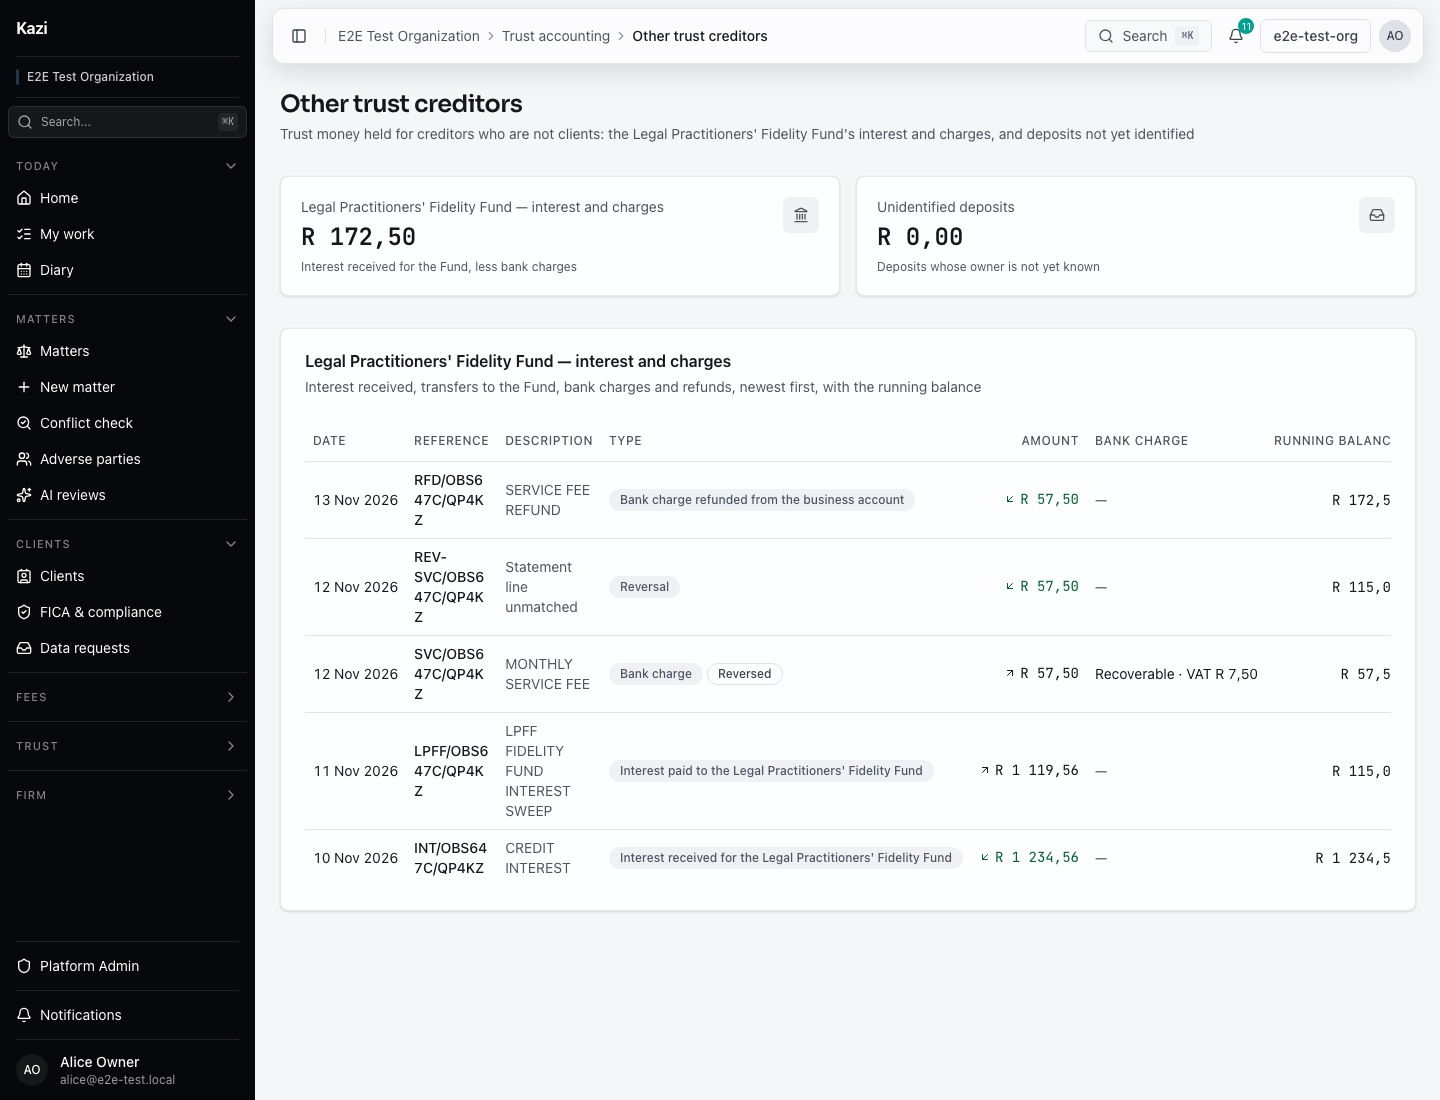 Kazi
E2E Test Organization
Search... ⌘K
TODAY
Home
My work
Diary
MATTERS
Matters
New matter
Conflict check
Adverse parties
AI reviews
CLIENTS
Clients
FICA & compliance
Data requests
FEES
TRUST
FIRM
Platform Admin
Notifications
AO
Alice Owner
alice@e2e-test.local
E2E Test Organization > Trust accounting > Other trust creditors
Search ⌘K
11
e2e-test-org
AO
Other trust creditors
Trust money held for creditors who are not clients: the Legal Practitioners' Fidelity Fund's interest and charges, and deposits not yet identified
Legal Practitioners' Fidelity Fund — interest and charges
R 172,50
Interest received for the Fund, less bank charges
Unidentified deposits
R 0,00
Deposits whose owner is not yet known
Legal Practitioners' Fidelity Fund — interest and charges
Interest received, transfers to the Fund, bank charges and refunds, newest first, with the running balance
DATE REFERENCE DESCRIPTION TYPE AMOUNT BANK CHARGE RUNNING BALANC
13 Nov 2026
RFD/OBS6
47C/QP4K
Z
SERVICE FEE
REFUND
Bank charge refunded from the business account
R 57,50
—
R 172,5
12 Nov 2026
REV-
SVC/OBS6
47C/QP4K
Z
Statement
line
unmatched
Reversal
R 57,50
—
R 115,0
12 Nov 2026
SVC/OBS6
47C/QP4K
Z
MONTHLY
SERVICE FEE
Bank charge Reversed
R 57,50
Recoverable · VAT R 7,50
R 57,5
11 Nov 2026
LPFF/OBS6
47C/QP4K
Z
LPFF
FIDELITY
FUND
INTEREST
SWEEP
Interest paid to the Legal Practitioners' Fidelity Fund
R 1 119,56
—
R 115,0
10 Nov 2026
INT/OBS64
7C/QP4KZ
CREDIT
INTEREST
Interest received for the Legal Practitioners' Fidelity Fund
R 1 234,56
—
R 1 234,5